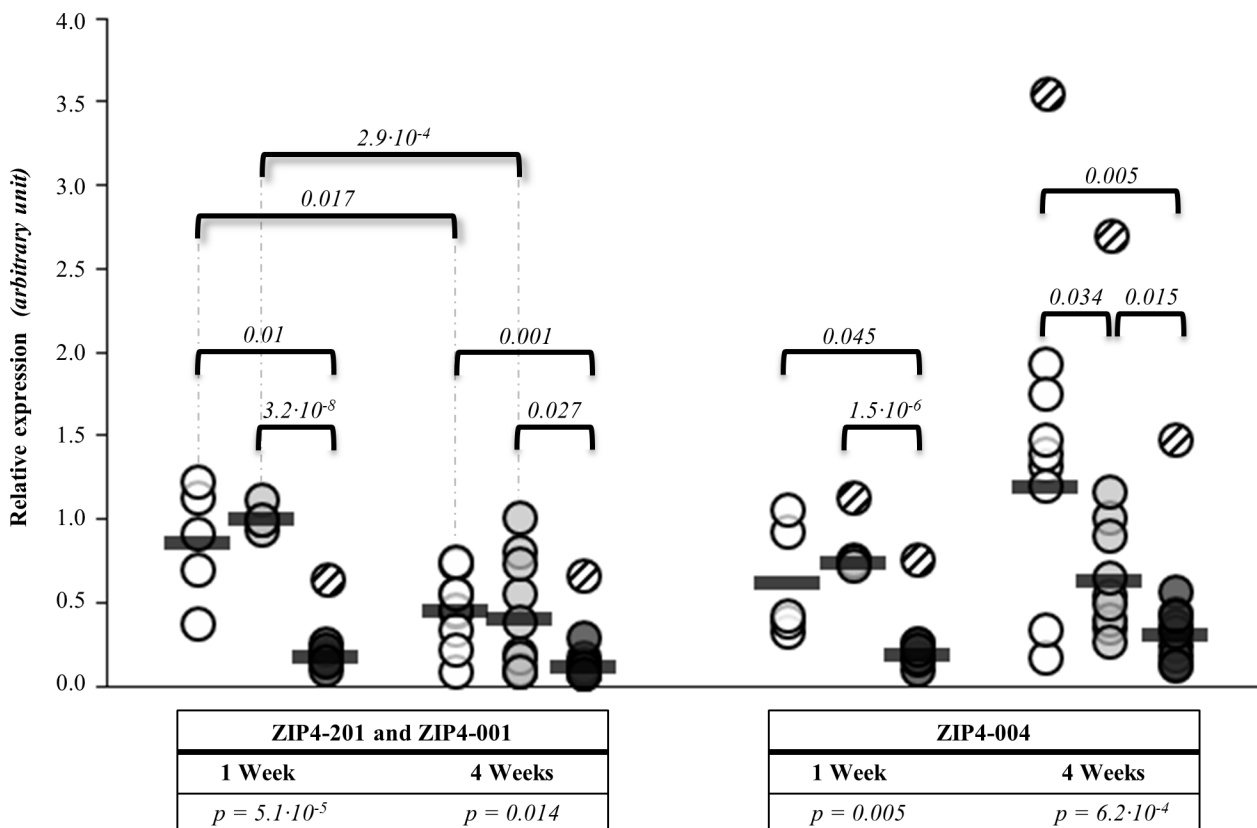 4.0
3.5
2.9·10-4
3.0
0.005
0.017
2.5
0.034 0.015
2.0
0.01
0.001
0.045
3.2·10-8
0.027
1.5·10-6
1.5
1.0
0.5
0.0
Relative expression (arbitrary unit)
ZIP4-201 and ZIP4-001
ZIP4-004
1 Week 4 Weeks
1 Week 4 Weeks
p = 5.1·10-5 p = 0.014
p = 0.005 p = 6.2·10-4